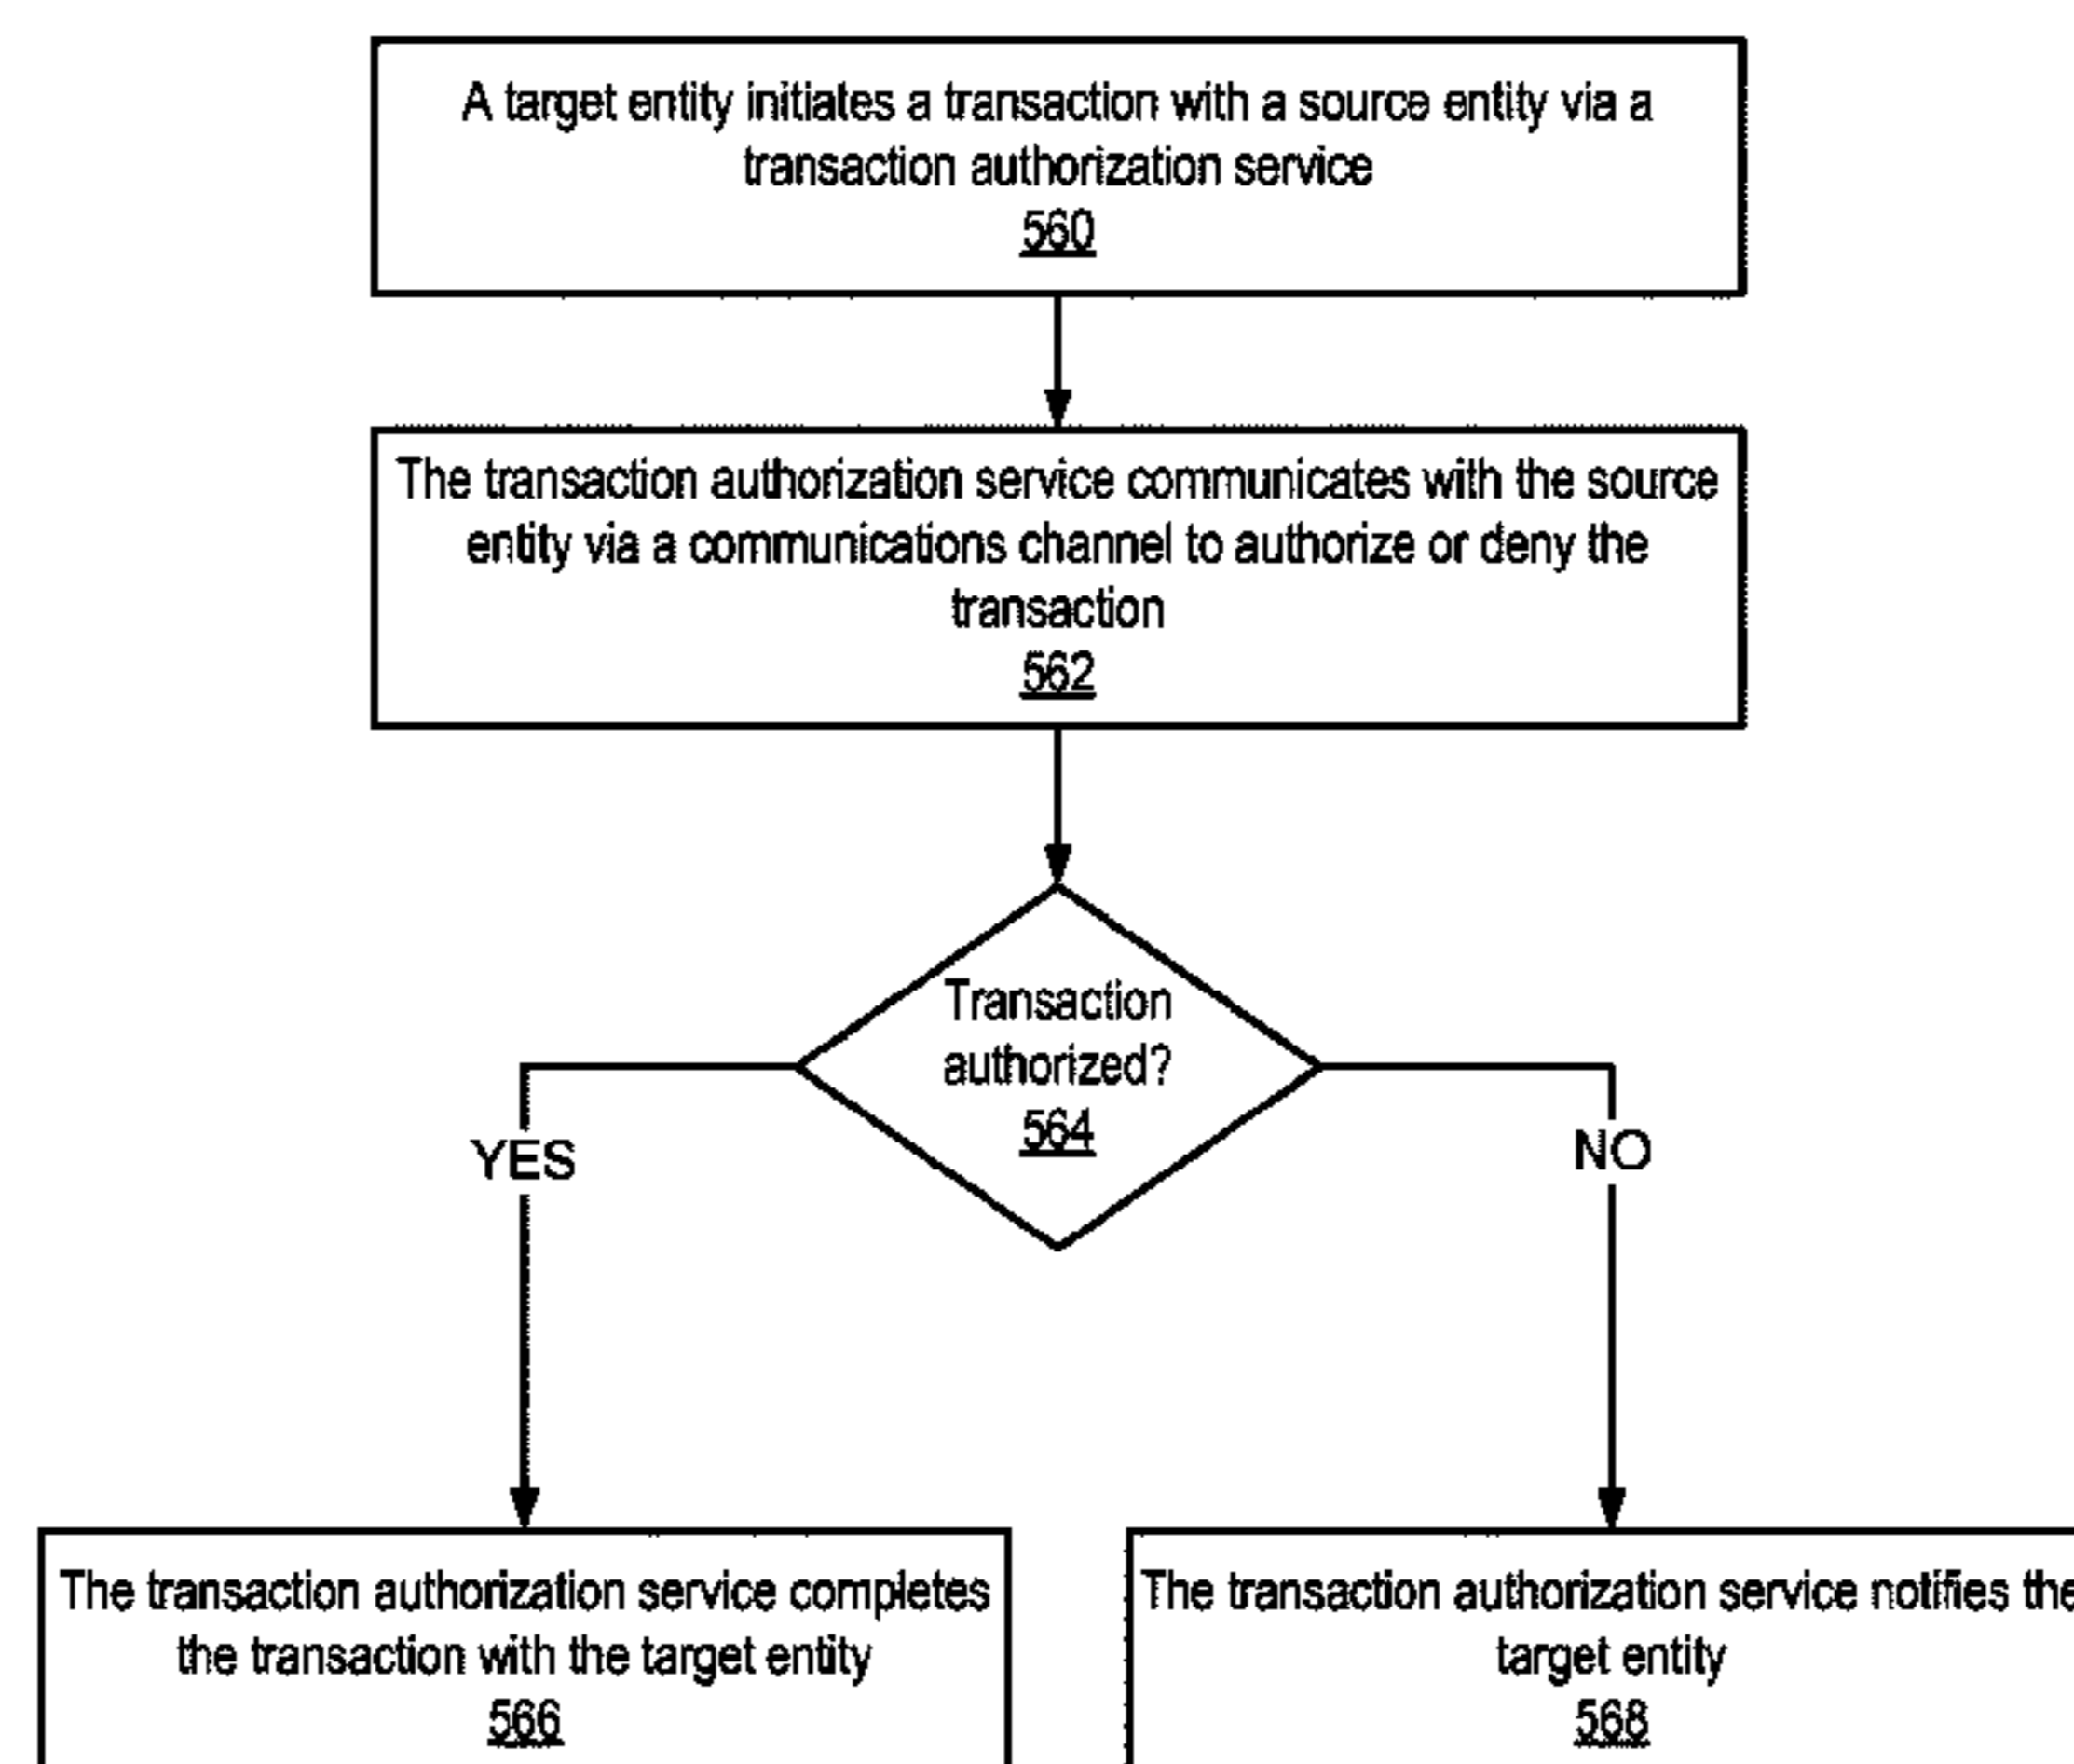 A target entity initiates a transaction with a source entity via a
transaction authorization service
560
The transaction authorization service communicates with the source
entity via a communications channel to authorize or deny the
transaction
562
Transaction
authorized?
564
YES
NO
The transaction authorization service completes
the transaction with the target entity
566
The transaction authorization service notifies the
target entity
568